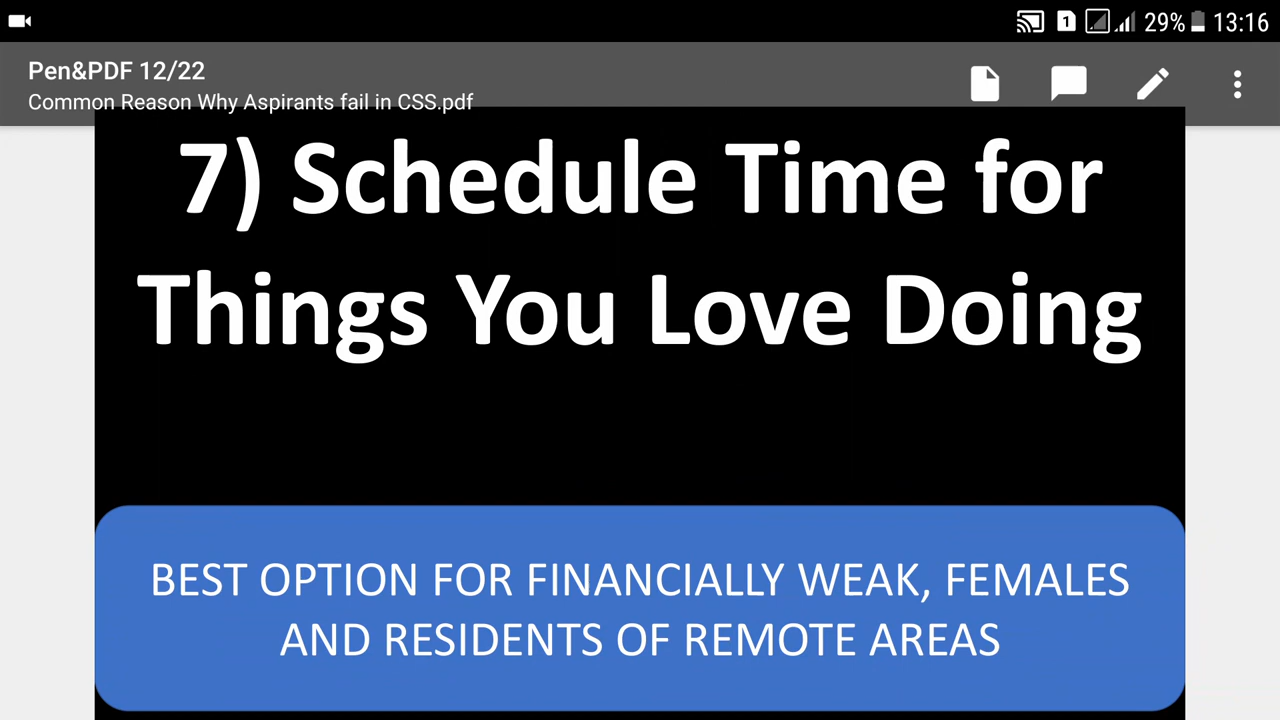 1 29% 13:16
Pen&PDF 12/22
Common Reason Why Aspirants fail in CSS.pdf
7) Schedule Time for
Things You Love Doing
BEST OPTION FOR FINANCIALLY WEAK, FEMALES
AND RESIDENTS OF REMOTE AREAS